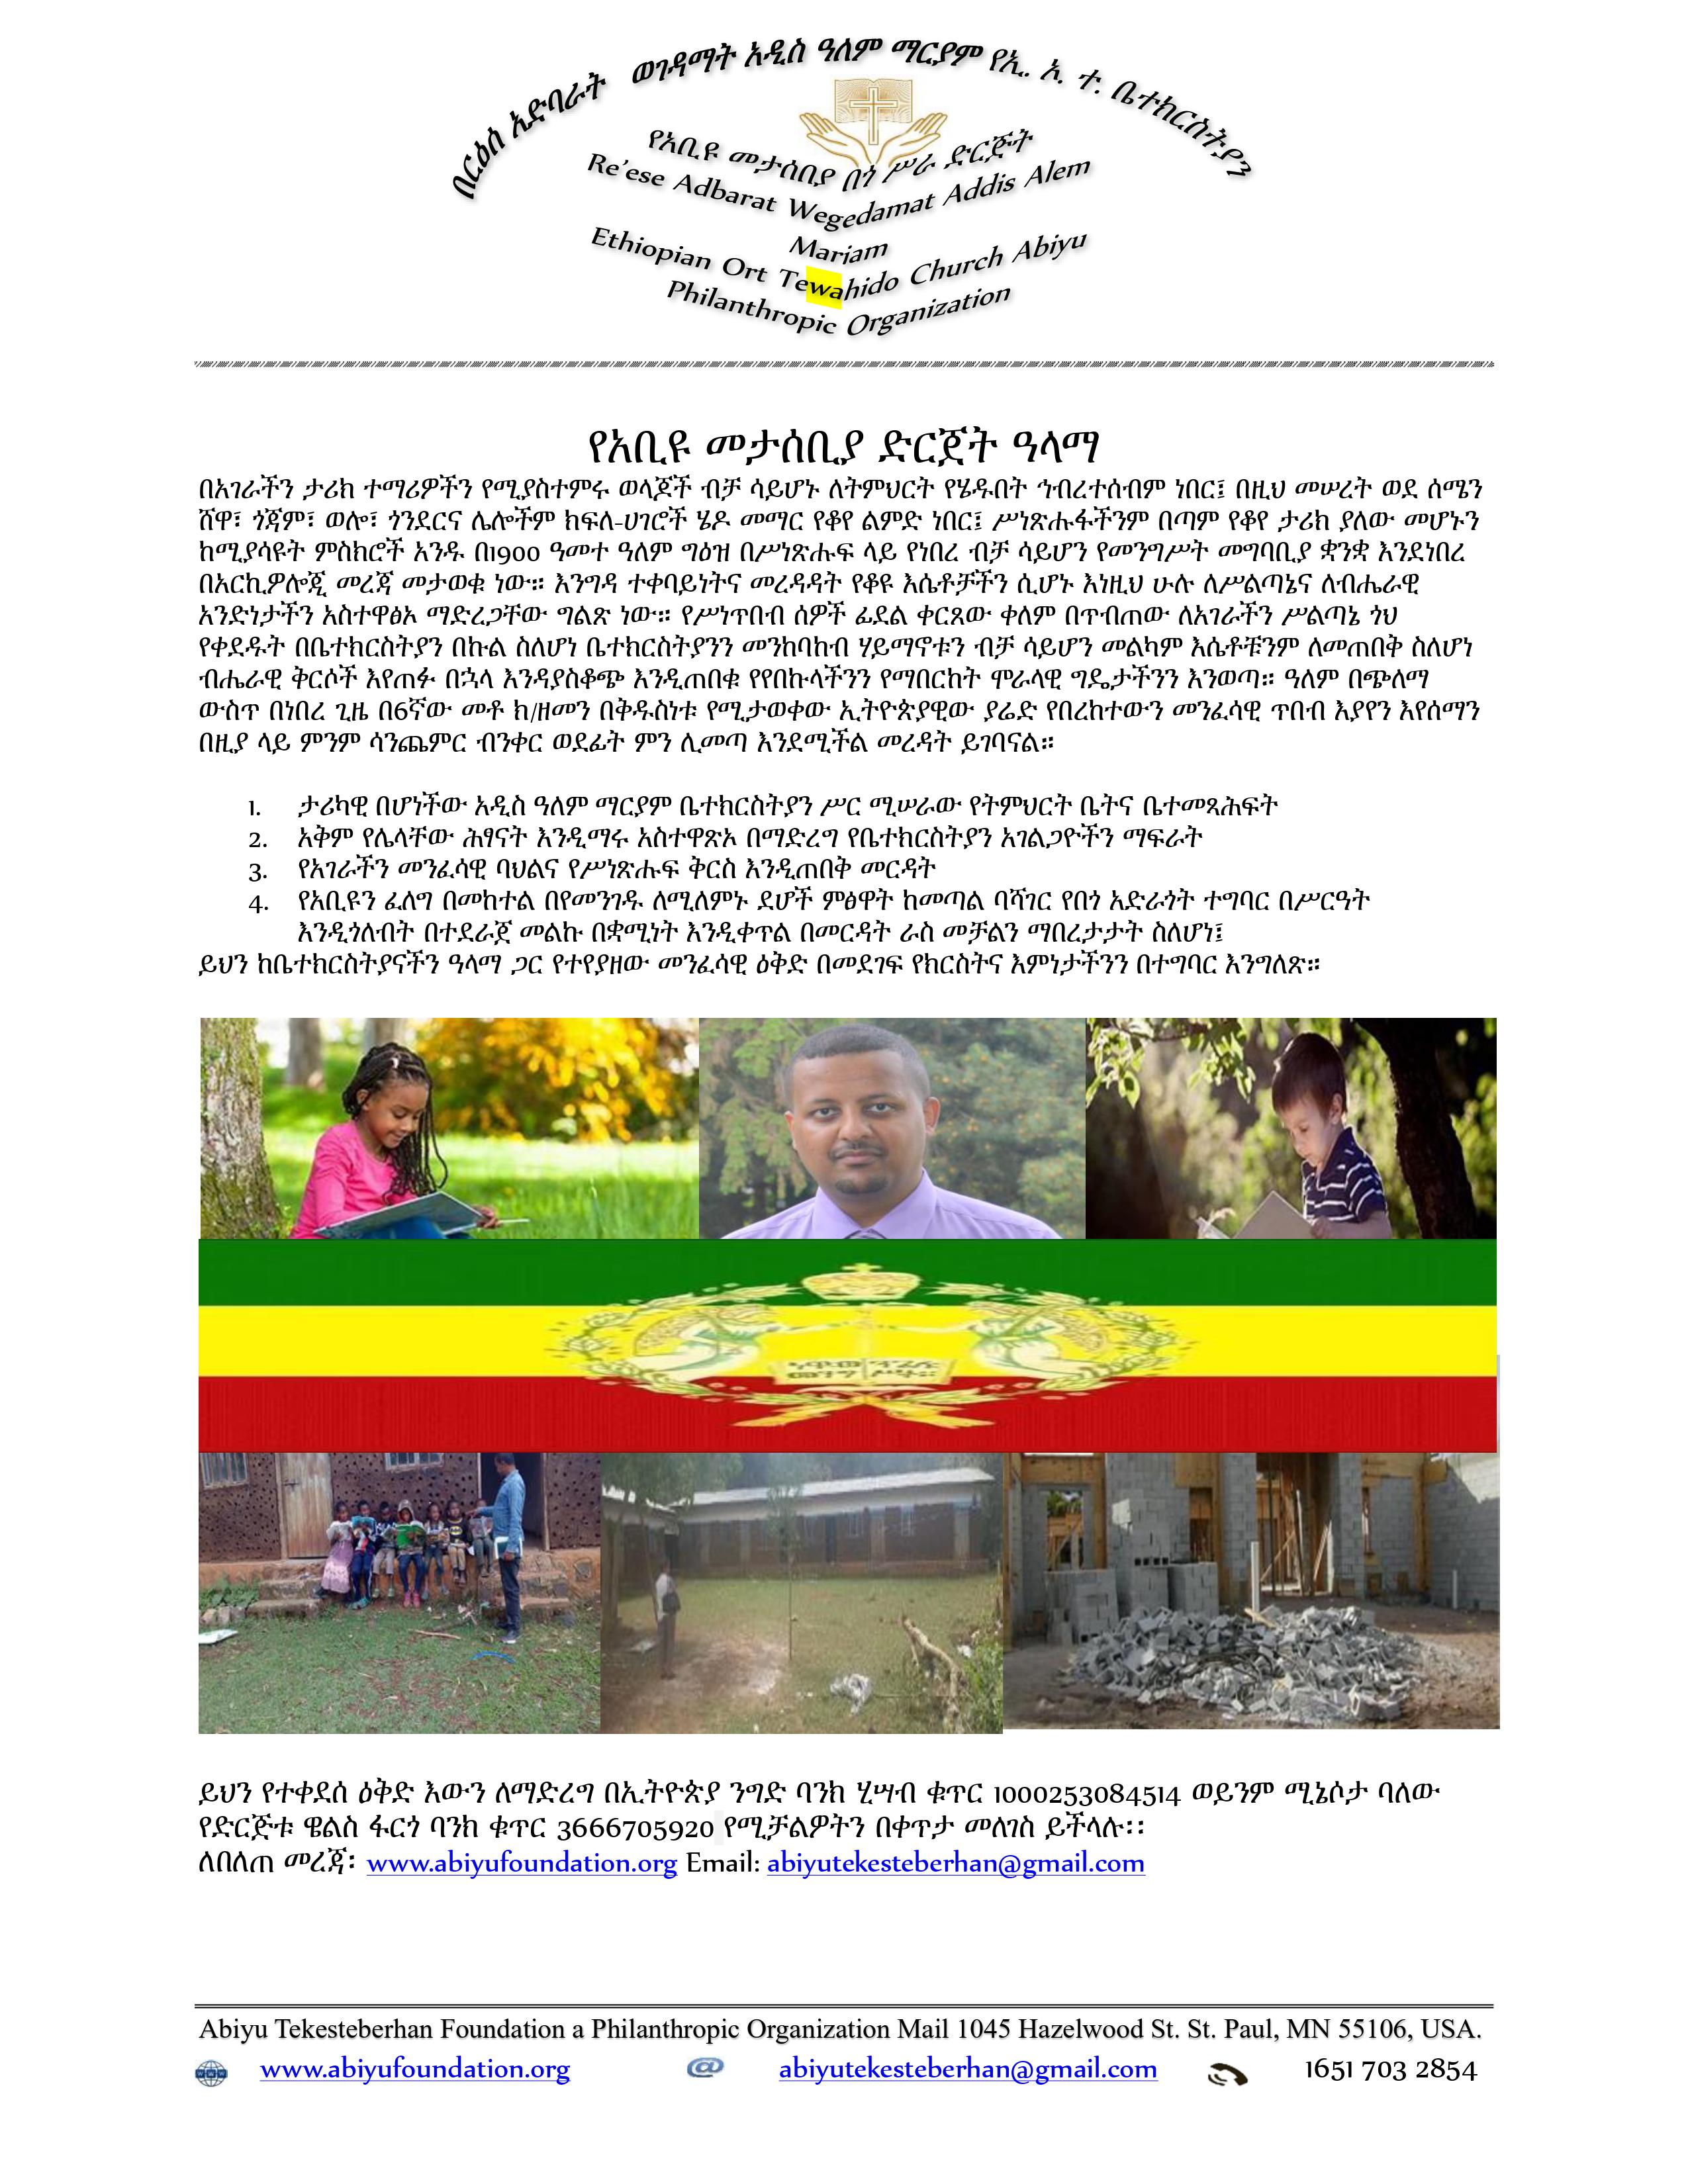 በርዕሰ አድባራት ወገዳማት አዲስ ዓለም ማርያም የኢ. ኦ. ተ. ቤተክርስትያን
የአቢዩ መታሰቢያ በጎ ሥራ ድርጅት
Re'ese Adbarat Wegedamat Addis Alem
Mariam
Ethiopian Ort Tewahido Church Abiyu
Philanthropic Organization
የአቢዩ መታሰቢያ ድርጀት ዓላማ
በአገራችን ታሪክ ተማሪዎችን የሚያስተምሩ ወላጆች ብቻ ሳይሆኑ ለትምህርት የሄዱበት ኅብረተሰብም ነበር፤ በዚህ መሠረት ወደ ሰሜን
ሸዋ፣ ጎጃም፣ ወሎ፣ ጎንደርና ሌሎችም ክፍለ-ሀገሮች ሄዶ መማር የቆየ ልምድ ነበር፤ ሥነጽሑፋችንም በጣም የቆየ ታሪክ ያለው መሆኑን
ከሚያሳዩት ምስክሮች አንዱ በ1900 ዓመተ ዓለም ግዕዝ በሥነጽሑፍ ላይ የነበረ ብቻ ሳይሆን የመንግሥት መግባቢያ ቋንቋ እንደነበረ
በአርኪዎሎጂ መረጃ መታወቁ ነው። እንግዳ ተቀባይነትና መረዳዳት የቆዩ እሴቶቻችን ሲሆኑ እነዚህ ሁሉ ለሥልጣኔና ለብሔራዊ
አንድነታችን አስተዋፅኦ ማድረጋቸው ግልጽ ነው። የሥነጥበብ ሰዎች ፊደል ቀርጸው ቀለም በጥብጠው ለአገራችን ሥልጣኔ ጎህ
የቀደዱት በቤተክርስትያን በኩል ስለሆነ ቤተክርስትያንን መንከባከብ ሃይማኖቱን ብቻ ሳይሆን መልካም እሴቶቹንም ለመጠበቅ ስለሆነ
ብሔራዊ ቅርሶች እየጠፉ በኋላ እንዳያስቆጭ እንዲጠበቁ የየበኩላችንን የማበርከት ሞራላዊ ግዴታችንን እንወጣ። ዓለም በጭለማ
ውስጥ በነበረ ጊዜ በ6ኛው መቶ ክ/ዘመን በቅዱስነቱ የሚታወቀው ኢትዮጵያዊው ያሬድ የበረከተውን መንፈሳዊ ጥበብ እያየን እየሰማን
በዚያ ላይ ምንም ሳንጨምር ብንቀር ወደፊት ምን ሊመጣ እንደሚችል መረዳት ይገባናል።
1. ታሪካዊ በሆነችው አዲስ ዓለም ማርያም ቤተክርስትያን ሥር ሚሠራው የትምህርት ቤትና ቤተመጻሕፍት
2. አቅም የሌላቸው ሕፃናት እንዲማሩ አስተዋጽኦ በማድረግ የቤተክርስትያን አገልጋዮችን ማፍራት
3. የአገራችን መንፈሳዊ ባህልና የሥነጽሑፍ ቅርስ እንዲጠበቅ መርዳት
4. የአቢዩን ፈለግ በመከተል በየመንገዱ ለሚለምኑ ደሆች ምፅዋት ከመጣል ባሻገር የበጎ አድራጎት ተግባር በሥርዓት
እንዲጎለብት በተደራጀ መልኩ በቋሚነት እንዲቀጥል በመርዳት ራስ መቻልን ማበረታታት ስለሆነ፤
ይህን ከቤተክርስትያናችን ዓላማ ጋር የተየያዘው መንፈሳዊ ዕቅድ በመደገፍ የክርስትና እምነታችንን በተግባር እንግለጽ።
ይህን የተቀደሰ ዕቅድ እውን ለማድረግ በኢትዮጵያ ንግድ ባንክ ሂሣብ ቁጥር 1000253084514 ወይንም ሚኔሶታ ባለው
የድርጅቱ ዌልስ ፋርጎ ባንክ ቁጥር 3666705920 የሚቻልዎትን በቀጥታ መለገስ ይችላሉ፡፡
ለበለጠ መረጃ፡ www.abiyufoundation.org Email: abiyutekesteberhan@gmail.com
Abiyu Tekesteberhan Foundation a Philanthropic Organization Mail 1045 Hazelwood St. St. Paul, MN 55106, USA.
www.abiyufoundation.org abiyutekesteberhan@gmail.com 1651 703 2854